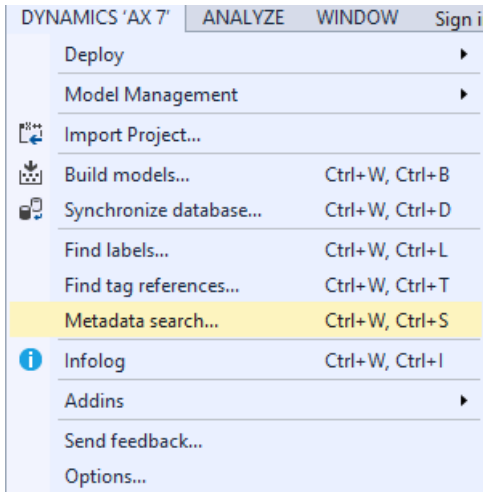 DYNAMICS 'AX 7' ANALYZE WINDOW Sign i
Deploy
Model Management
Import Project...
Build models... Ctrl+W, Ctrl+B
Synchronize database... Ctrl+W, Ctrl+D
Find labels... Ctrl+W, Ctrl+L
Find tag references... Ctrl+W, Ctrl+T
Metadata search... Ctrl+W, Ctrl+S
Infolog Ctrl+W, Ctrl+I
Addins
Send feedback...
Options...